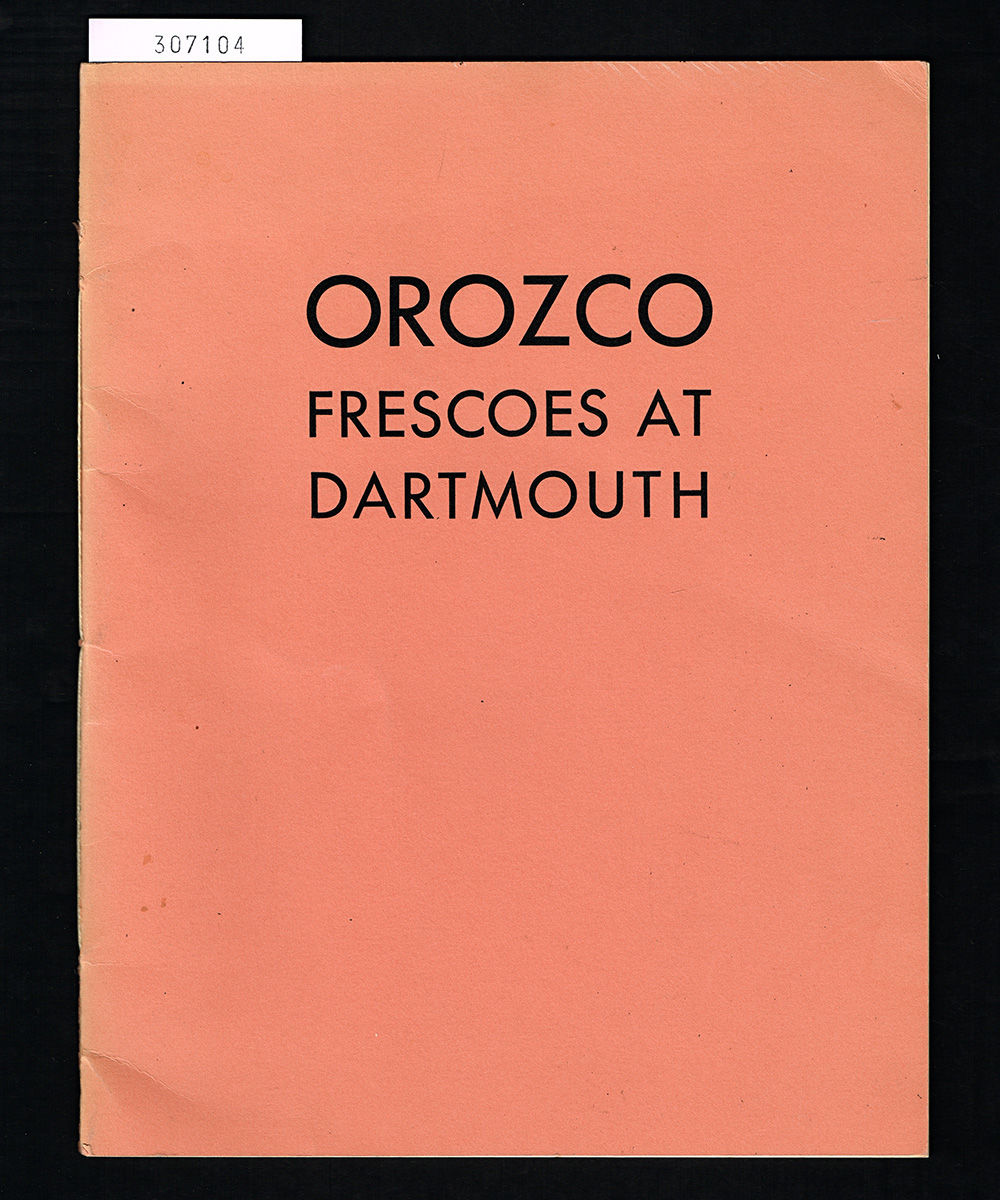 307104
OROZCO
FRESCOES AT
DARTMOUTH